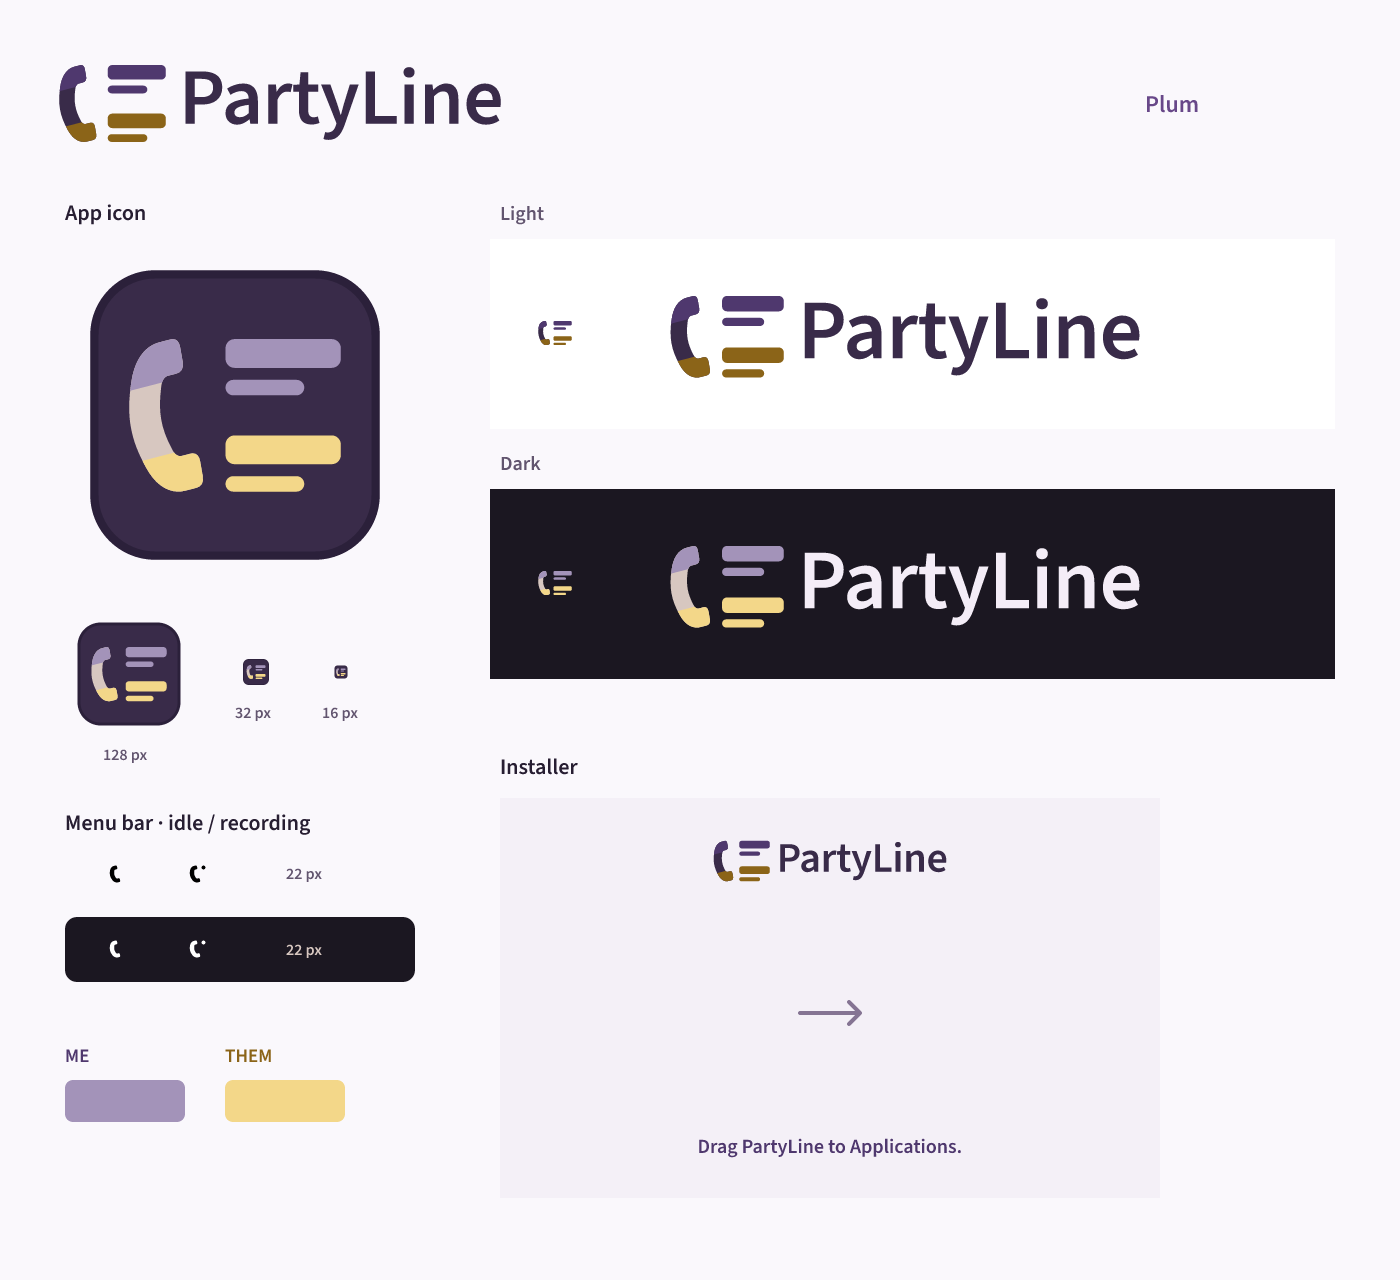 PartyLine
Plum
App icon
Light
PartyLine
Dark
PartyLine
32 px
16 px
128 px
Installer
PartyLine
Drag PartyLine to Applications.
Menu bar · idle / recording
22 px
22 px
ME
THEM